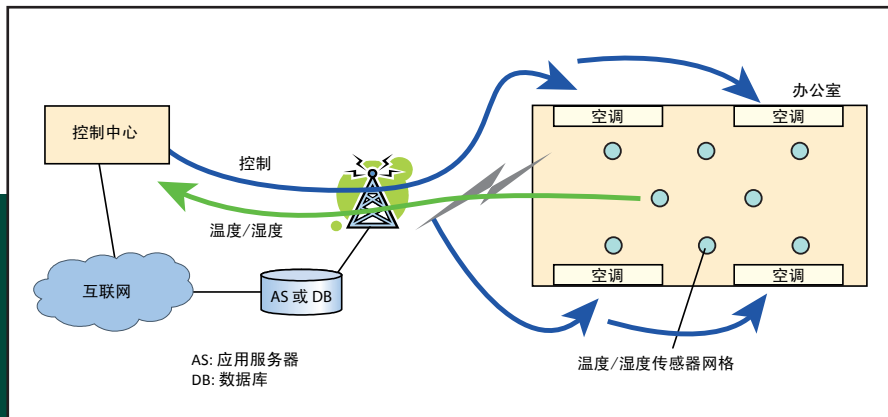 办公室
空调
空调
控制中心
控制
温度/湿度
互联网
AS 或 DB
空调
空调
AS: 应用服务器
DB: 数据库
温度/湿度传感器网格